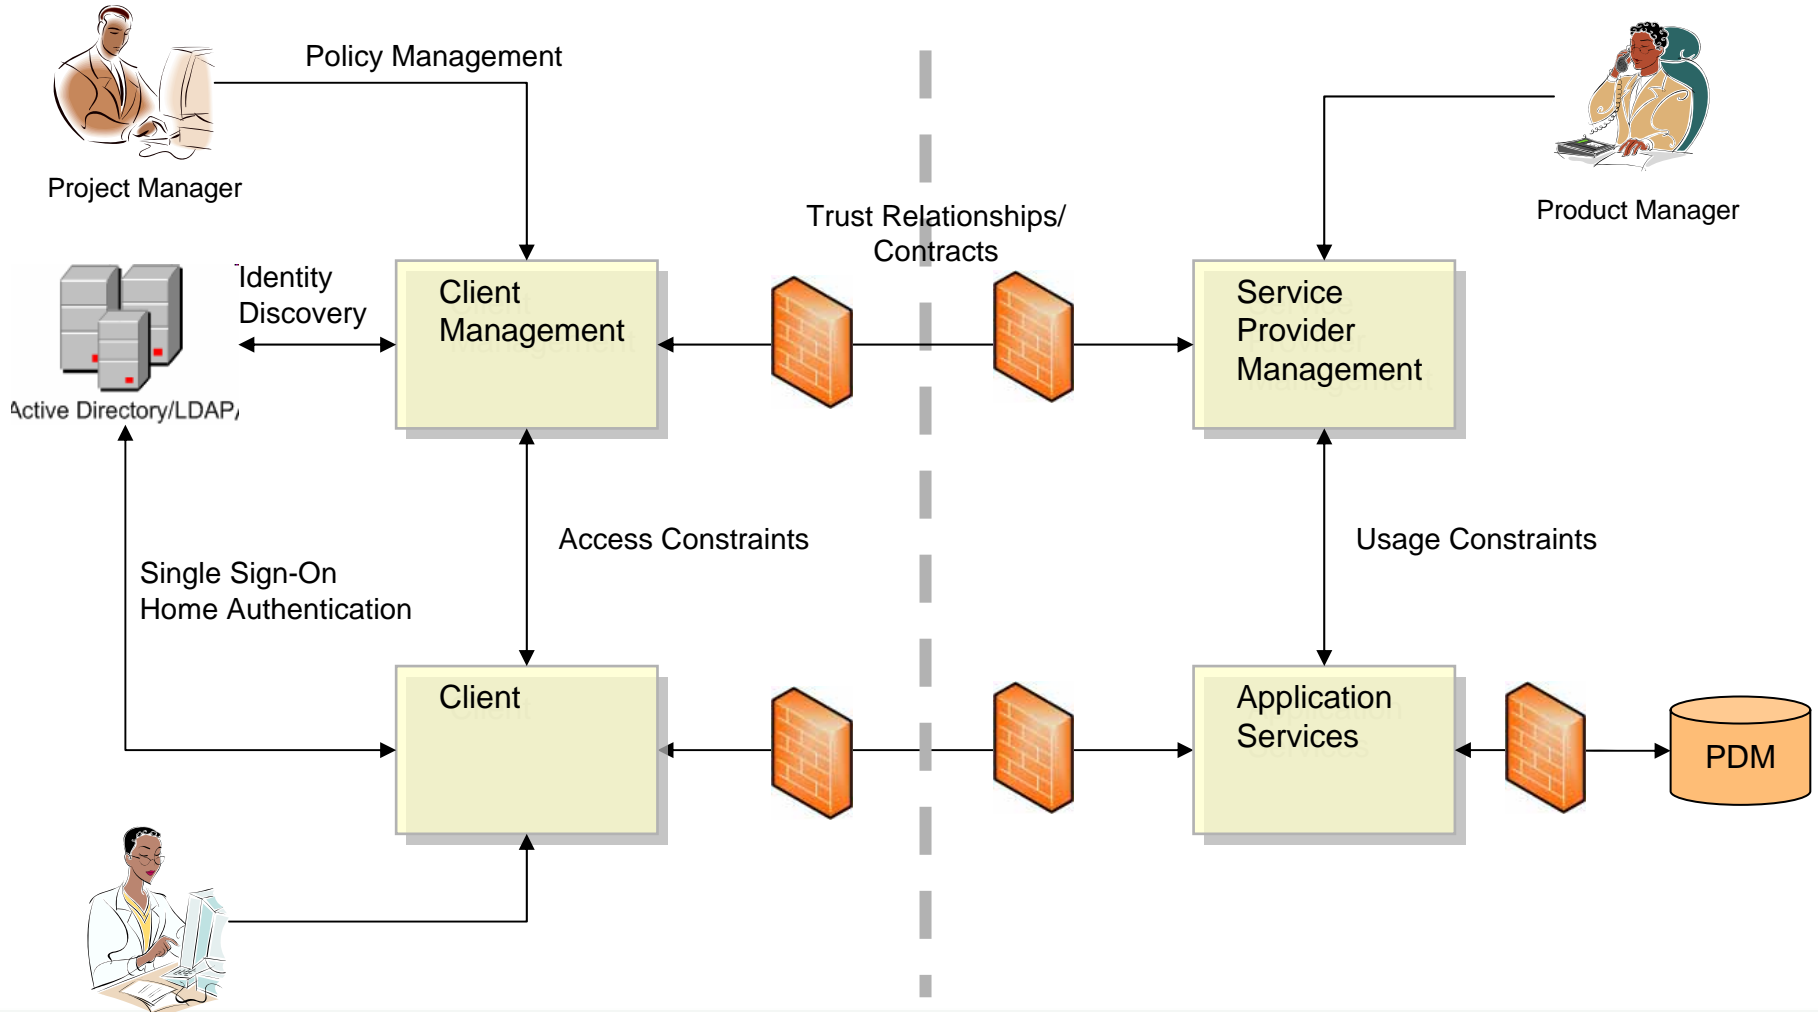 Policy Management
Project Manager
Product Manager
Trust Relationships/
Contracts
Identity
Discovery
Client
Management
Service
Provider
Management
Active Directory/LDAP/
Access Constraints
Usage Constraints
Single Sign-On
Home Authentication
Client
Application
Services
PDM